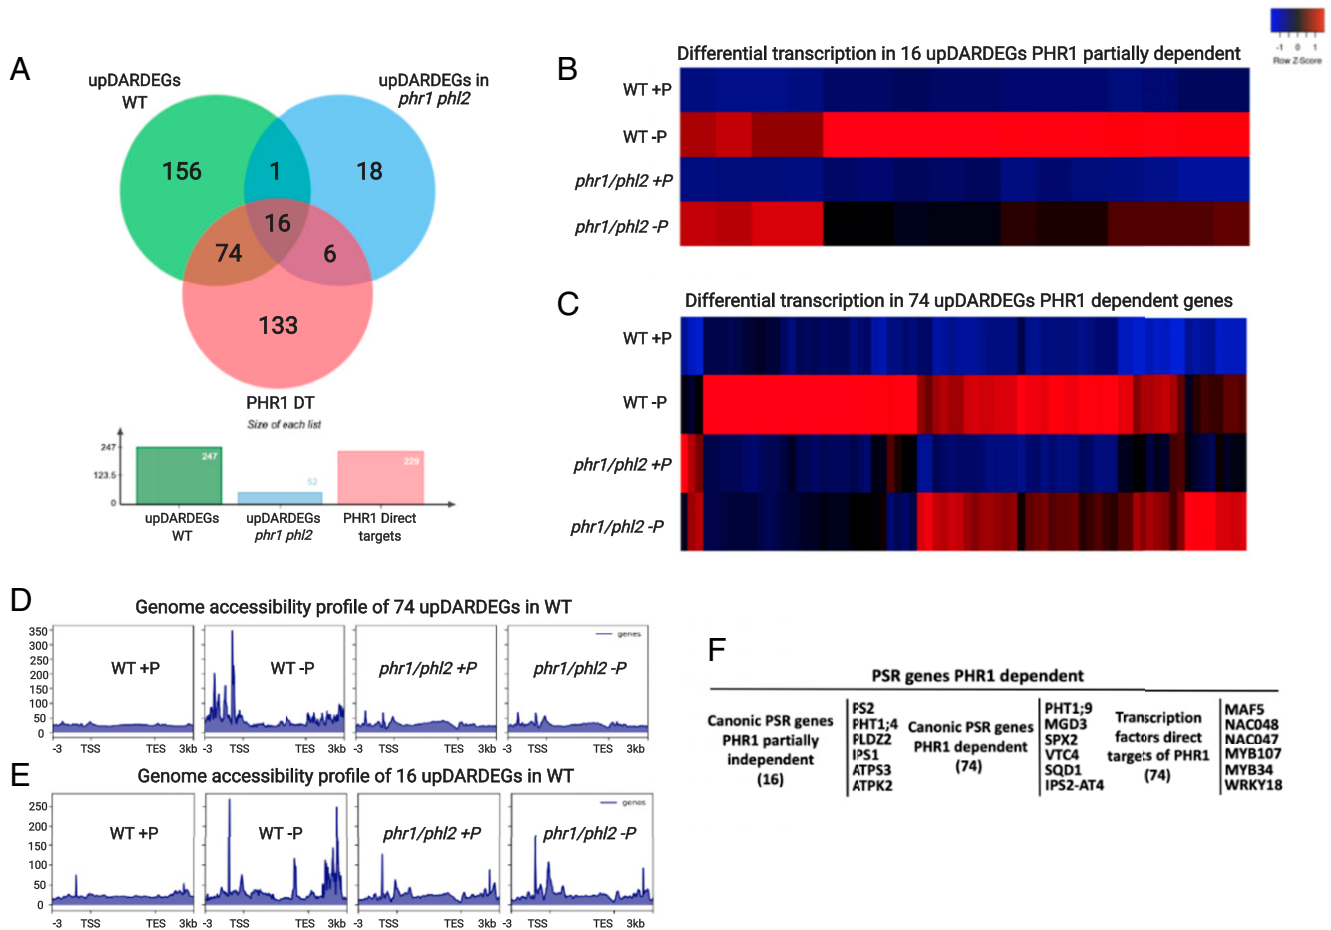 -1 0 1
Row Z-Score
A
upDARDEGs
WT
upDARDEGs in
phr1 phl2
156
1
18
16
74
6
133
PHR1 DT
Size of each list
247
123.5
0
247
52
229
upDARDEGs
WT
upDARDEGs
phr1 phl2
PHR1 Direct
targets
B
Differential transcription in 16 upDARDEGs PHR1 partially dependent
WT +P
WT -P
phr1/phl2 +P
phr1/phl2 -P
C
Differential transcription in 74 upDARDEGs PHR1 dependent genes
WT +P
WT -P
phr1/phl2 +P
phr1/phl2 -P
D
Genome accessibility profile of 74 upDARDEGs in WT
350
300
250
200
150
100
50
0
WT +P
WT -P
phr1/phl2 +P
phr1/phl2 -P
genes
-3 TSS TES 3kb
-3 TSS TES 3kb
-3 TSS TES 3kb
-3 TSS TES 3kb
E
Genome accessibility profile of 16 upDARDEGs in WT
250
200
150
100
50
0
WT +P
WT -P
phr1/phl2 +P
phr1/phl2 -P
genes
-3 TSS TES 3kb
-3 TSS TES 3kb
-3 TSS TES 3kb
-3 TSS TES 3kb
F
PSR genes PHR1 dependent
Canonic PSR genes
PHR1 partially
independent
(16)
PS2
PHT1;4
PLDZ2
IPS1
ATPS3
ATPK2
Canonic PSR genes
PHR1 dependent
(74)
PHT1;9
MGD3
SPX2
VTC4
SQD1
IPS2-AT4
Transcription
factors direct
targets of PHR1
(74)
MAF5
NAC048
NAC047
MYB107
MYB34
WRKY18